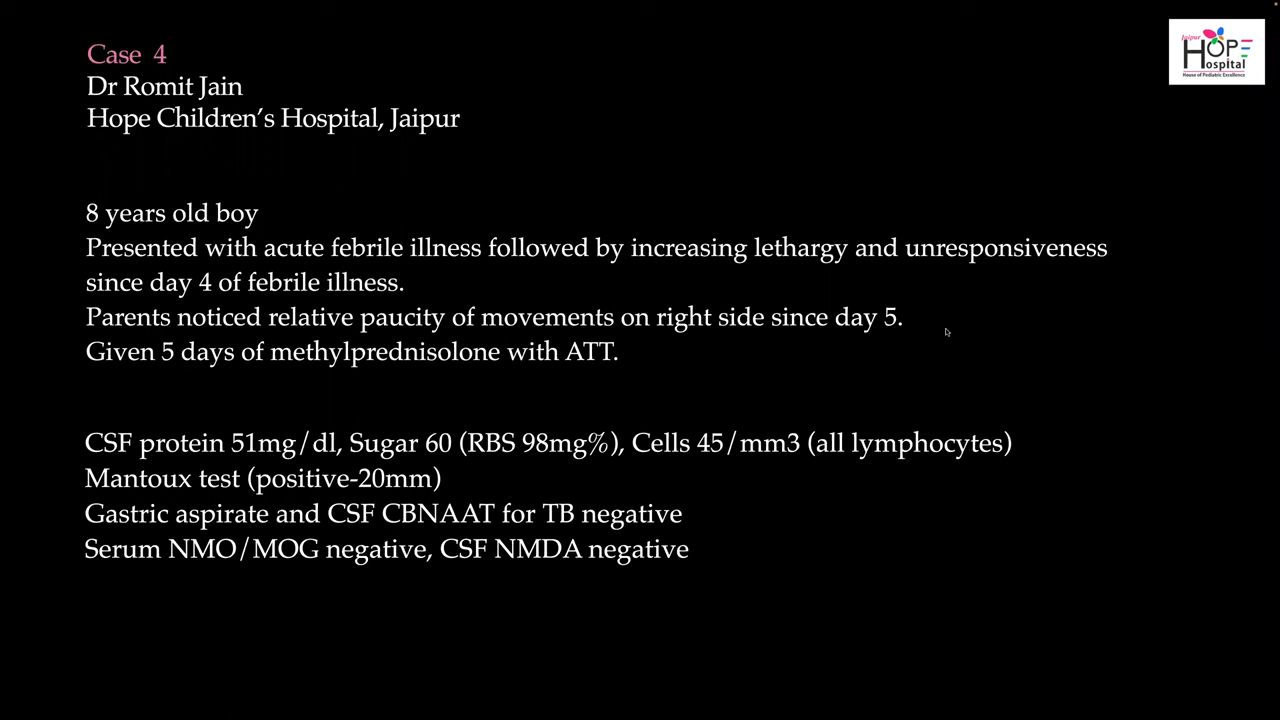 Case 4
Dr Romit Jain
Hope Children's Hospital, Jaipur
Jaipur
HOPE
Hospital
House of Pediatric Excellence
8 years old boy
Presented with acute febrile illness followed by increasing lethargy and unresponsiveness
since day 4 of febrile illness.
Parents noticed relative paucity of movements on right side since day 5.
Given 5 days of methylprednisolone with ATT.
CSF protein 51mg/dl, Sugar 60 (RBS 98mg%), Cells 45/mm3 (all lymphocytes)
Mantoux test (positive-20mm)
Gastric aspirate and CSF CBNAAT for TB negative
Serum NMO/MOG negative, CSF NMDA negative